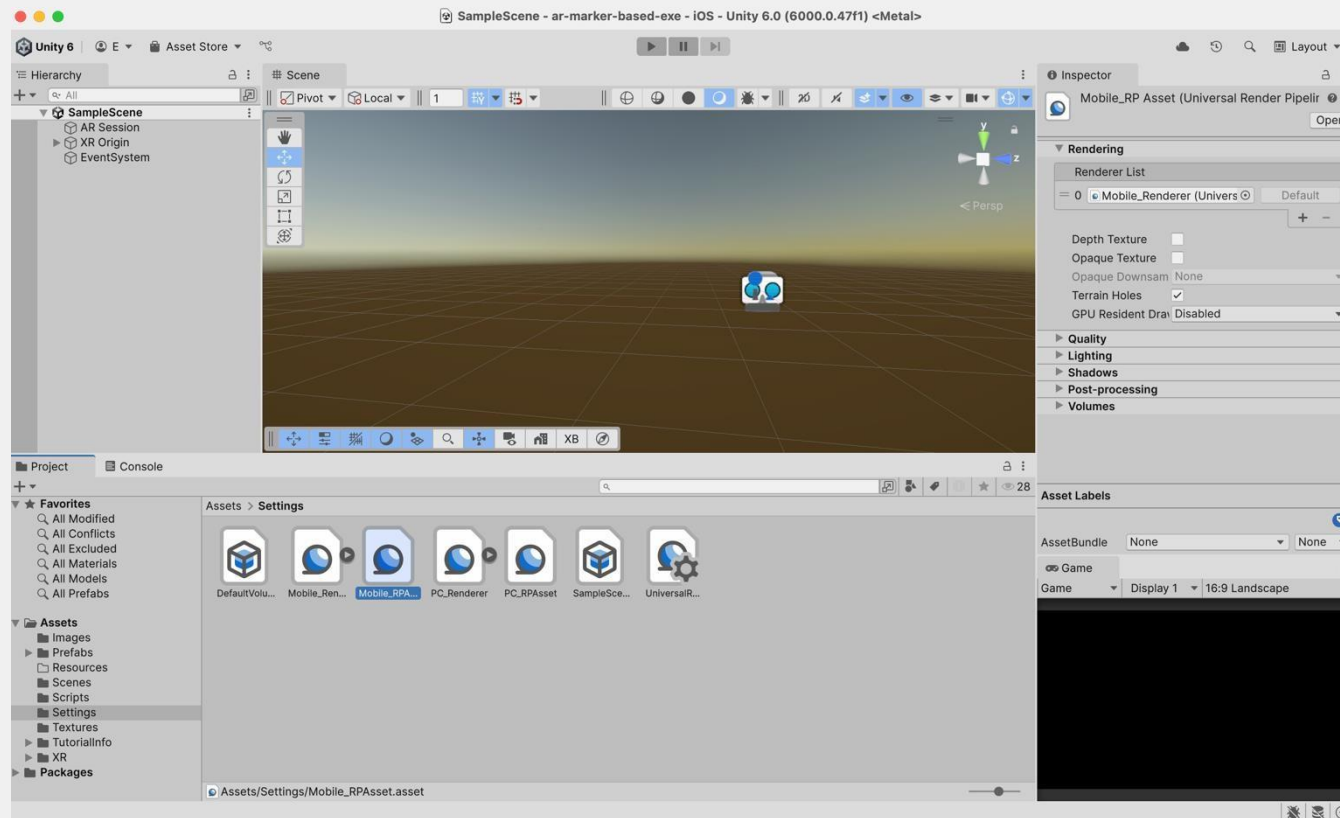 SampleScene - ar-marker-based-exe - iOS - Unity 6.0 (6000.0.47f1) <Metal>
Unity 6 E Asset Store Layout
Hierarchy
All
SampleScene
AR Session
XR Origin
EventSystem
Scene
Pivot Local 1 2D
y
z
Persp
XB
Inspector
Mobile_RP Asset (Universal Render Pipelir
Oper
Rendering
Renderer List
0 Mobile_Renderer (Univers Default
Depth Texture
Opaque Texture
Opaque Downsam None
Terrain Holes
GPU Resident Dra Disabled
Quality
Lighting
Shadows
Post-processing
Volumes
Asset Labels
AssetBundle None None
Game
Game Display 1 16:9 Landscape
Project Console
28
Favorites
All Modified
All Conflicts
All Excluded
All Materials
All Models
All Prefabs
Assets
Images
Prefabs
Resources
Scenes
Scripts
Settings
Textures
TutorialInfo
XR
Packages
Assets > Settings
DefaultVolu... Mobile_Ren... Mobile_RPA... PC_Renderer PC_RPAsset SampleSce... UniversalR...
Assets/Settings/Mobile_RPAsset.asset